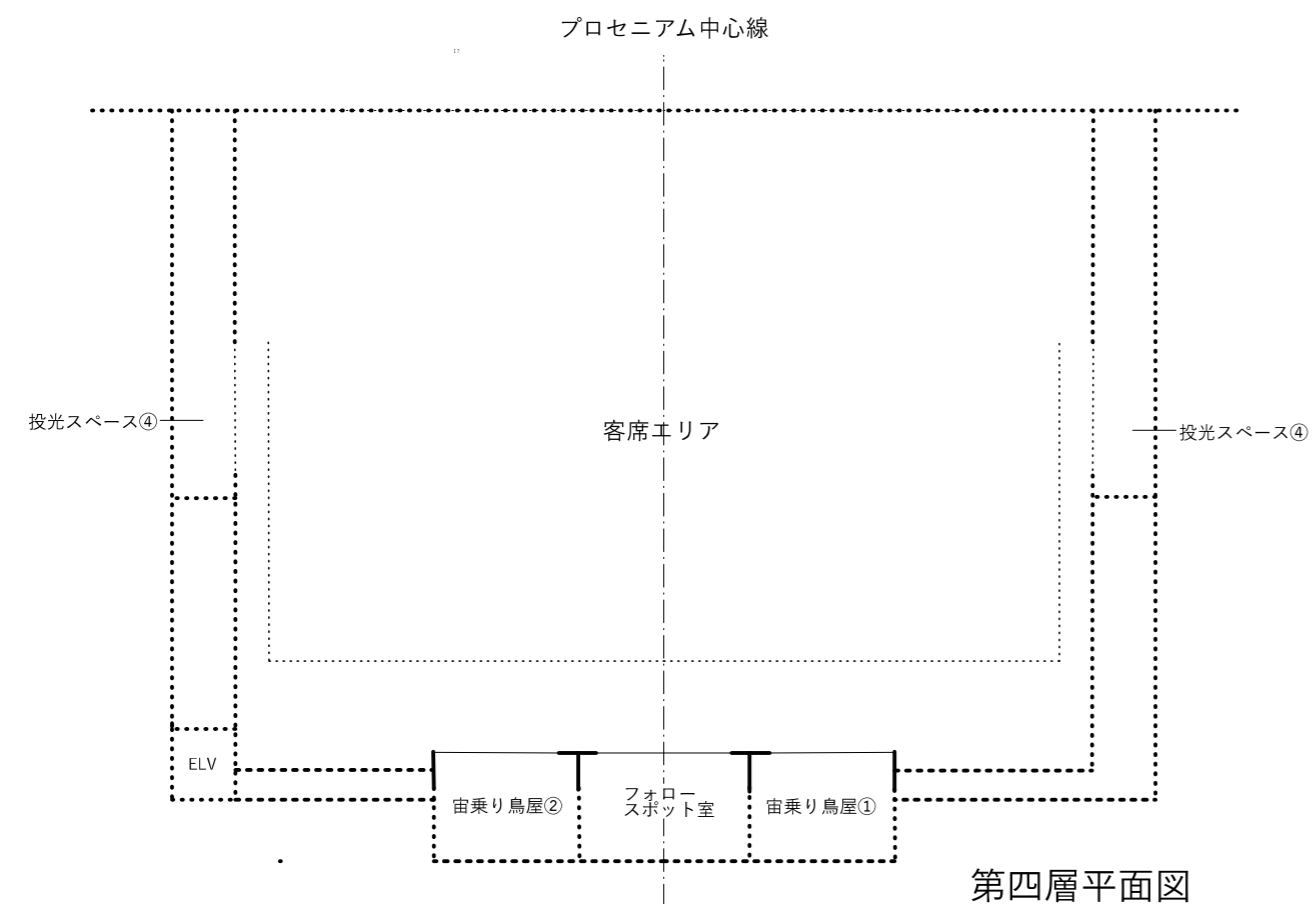 プロセニアム中心線
投光スペース④
客席エリア
投光スペース④
ELV
宙乗り鳥屋②
フォロー
スポット室
宙乗り鳥屋①
第四層平面図